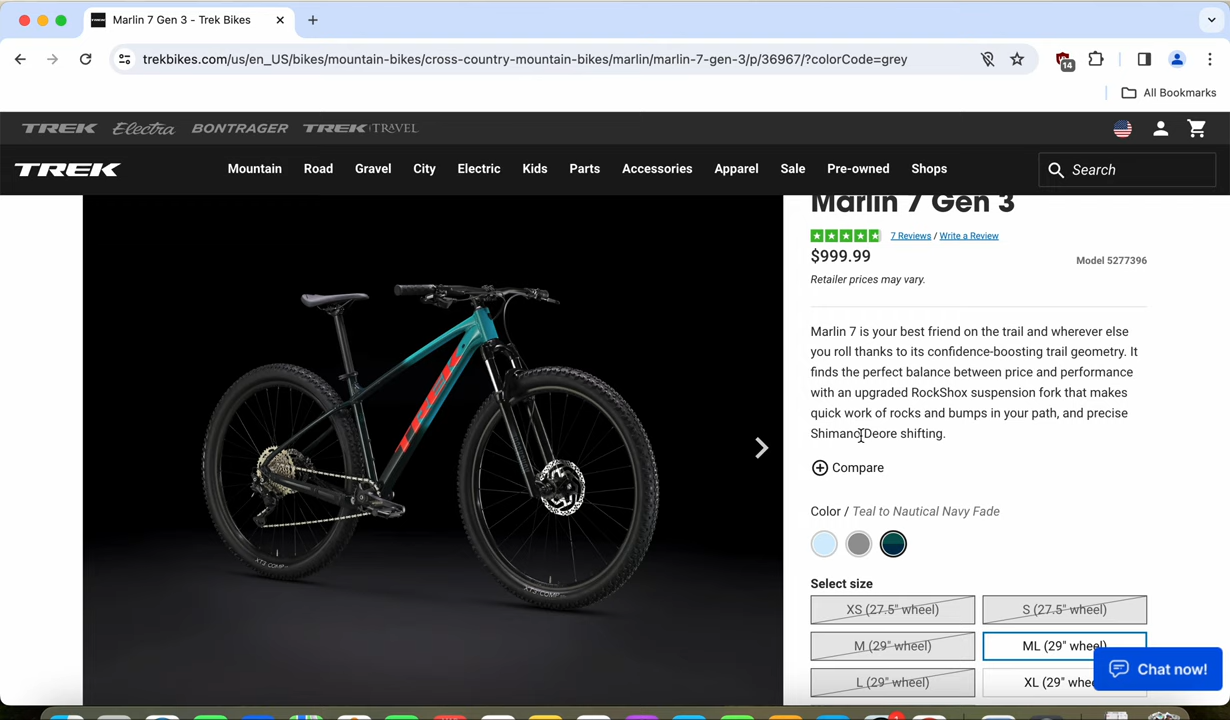 Marlin 7 Gen 3 - Trek Bikes
trekbikes.com/us/en_US/bikes/mountain-bikes/cross-country-mountain-bikes/marlin/marlin-7-gen-3/p/36967/?colorCode=grey
14
All Bookmarks
TREK Electra BONTRAGER TREK TRAVEL
TREK
Mountain Road Gravel City Electric Kids Parts Accessories Apparel Sale Pre-owned Shops
Search
Marlin 7 Gen 3
7 Reviews / Write a Review
$999.99
Model 5277396
Retailer prices may vary.
Marlin 7 is your best friend on the trail and wherever else
you roll thanks to its confidence-boosting trail geometry. It
finds the perfect balance between price and performance
with an upgraded RockShox suspension fork that makes
quick work of rocks and bumps in your path, and precise
Shimano Deore shifting.
Compare
Color / Teal to Nautical Navy Fade
Select size
XS (27.5" wheel)
S (27.5" wheel)
M (29" wheel)
ML (29" wheel)
L (29" wheel)
XL (29" whee
Chat now!
TREK
XT3 COMP
XT3 COMP